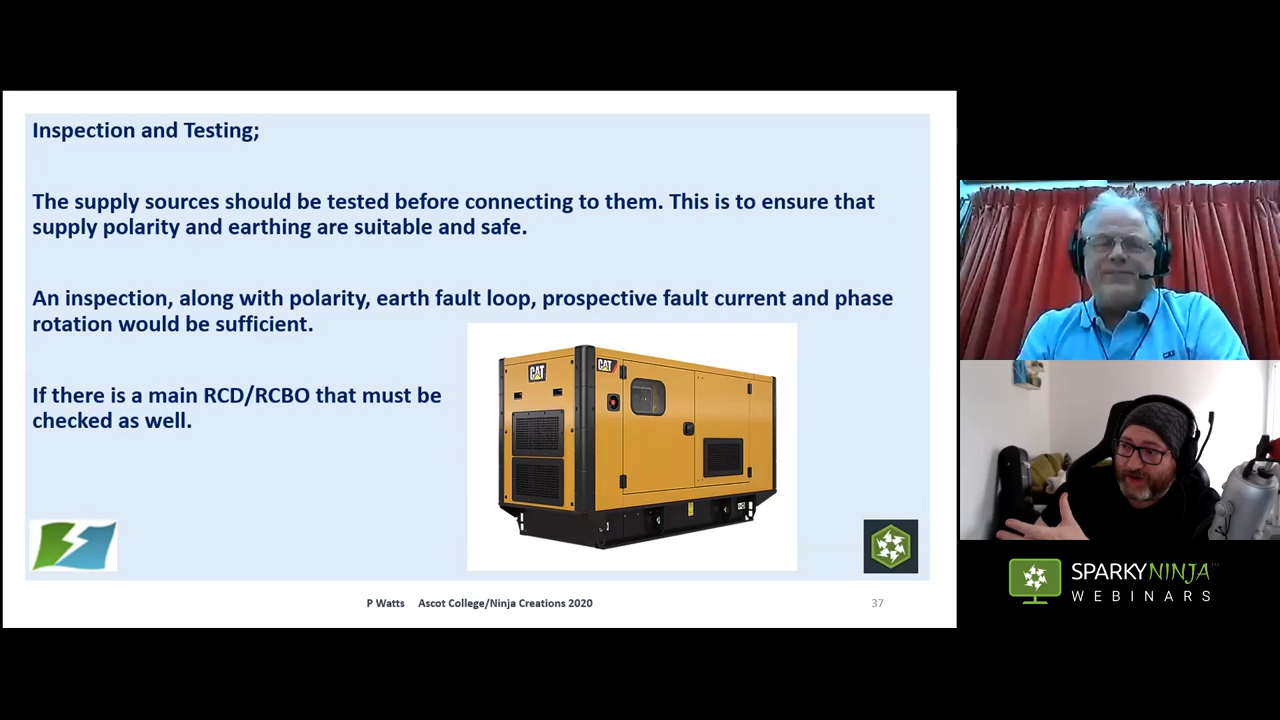 Inspection and Testing;
The supply sources should be tested before connecting to them. This is to ensure that
supply polarity and earthing are suitable and safe.
An inspection, along with polarity, earth fault loop, prospective fault current and phase
rotation would be sufficient.
If there is a main RCD/RCBO that must be
checked as well.
CAT
CAT
P Watts Ascot College/Ninja Creations 2020
37
SPARKYNINJA™
WEBINARS